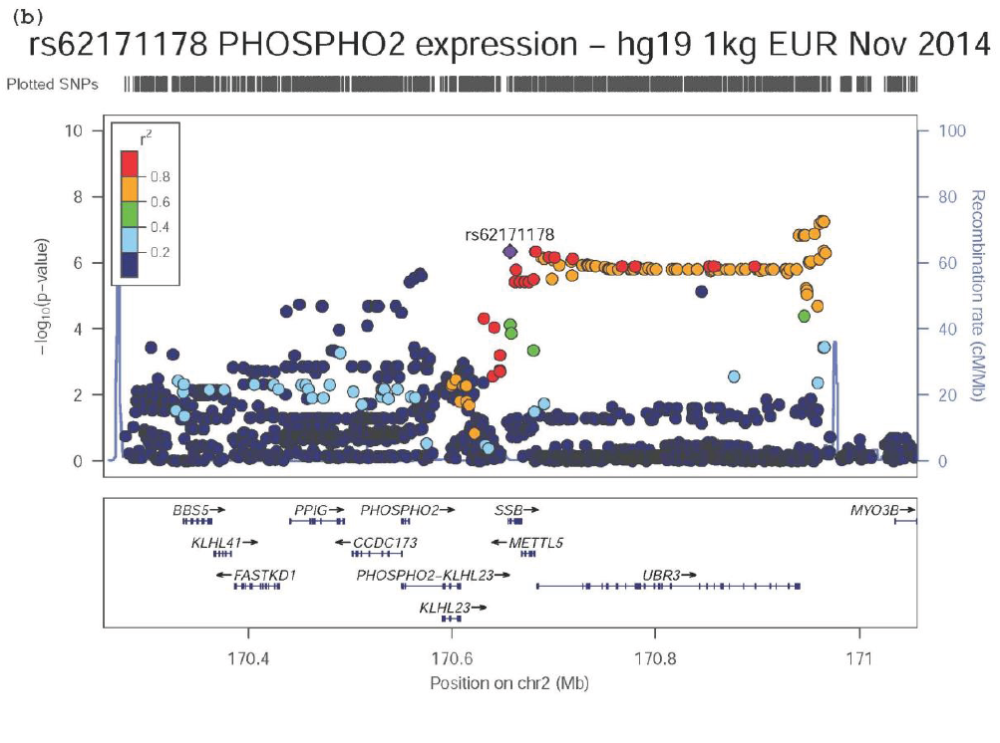 (b)
rs62171178 PHOSPHO2 expression – hg19 1kg EUR Nov 2014
Plotted SNPs
10
8
6
4
2
0
−log10(p−value)
r2
0.8
0.6
0.4
0.2
rs62171178
100
80
60
40
20
0
Recombination rate (cM/Mb)
BBS5→ PPIG→ PHOSPHO2→ SSB→ MYO3B→
KLHL41→ ←CCDC173 ←METTL5
←FASTKD1 PHOSPHO2−KLHL23→ UBR3→
KLHL23→
170.4 170.6 170.8 171
Position on chr2 (Mb)